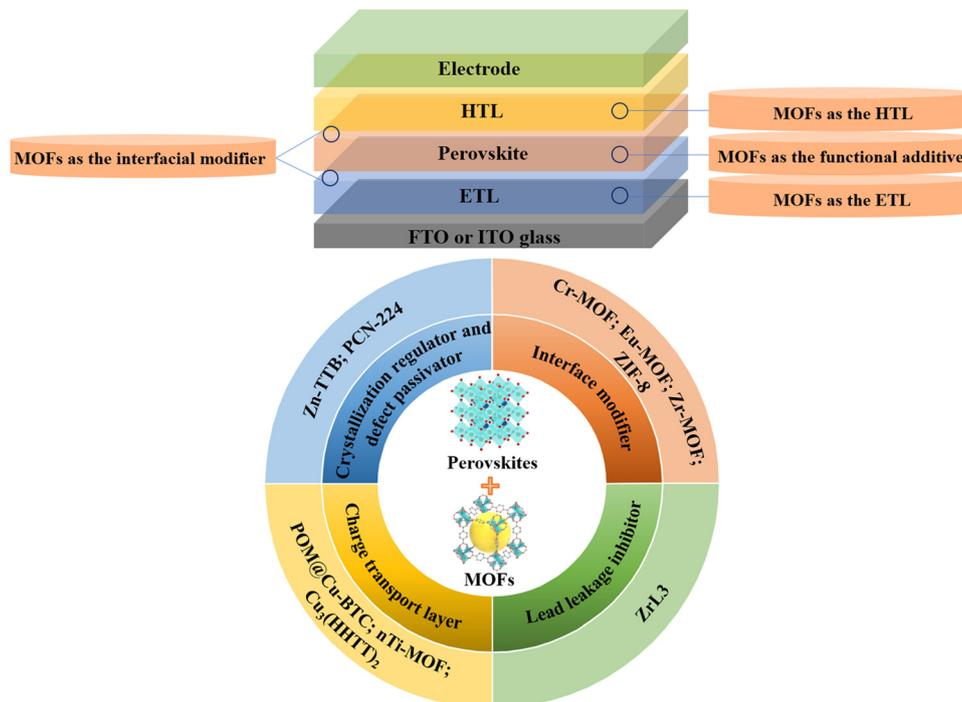 Electrode
HTL
MOFs as the HTL
MOFs as the interfacial modifier
Perovskite
MOFs as the functional additive
ETL
MOFs as the ETL
FTO or ITO glass
Zn-TTB; PCN-224
Crystallization regulator and
defect passivator
Cr-MOF; Eu-MOF; Zr-MOF;
ZIF-8
Interface modifier
Perovskites
+
MOFs
Charge transport layer
POM@Cu-BTC; nTi-MOF;
Cu₃(HHTT)₂
Lead leakage inhibitor
ZrL3